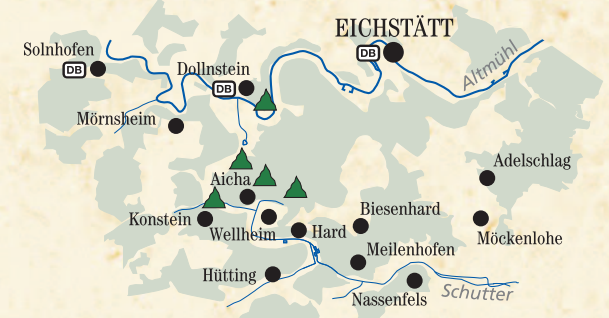 EICHSTÄTT
DB
Solnhofen
DB
Dollnstein
DB
Altmühl
Mörnsheim
Adelschlag
Aicha
Konstein
Wellheim
Hard
Biesenhard
Möckenlohe
Meilenhofen
Hütting
Nassenfels
Schutter